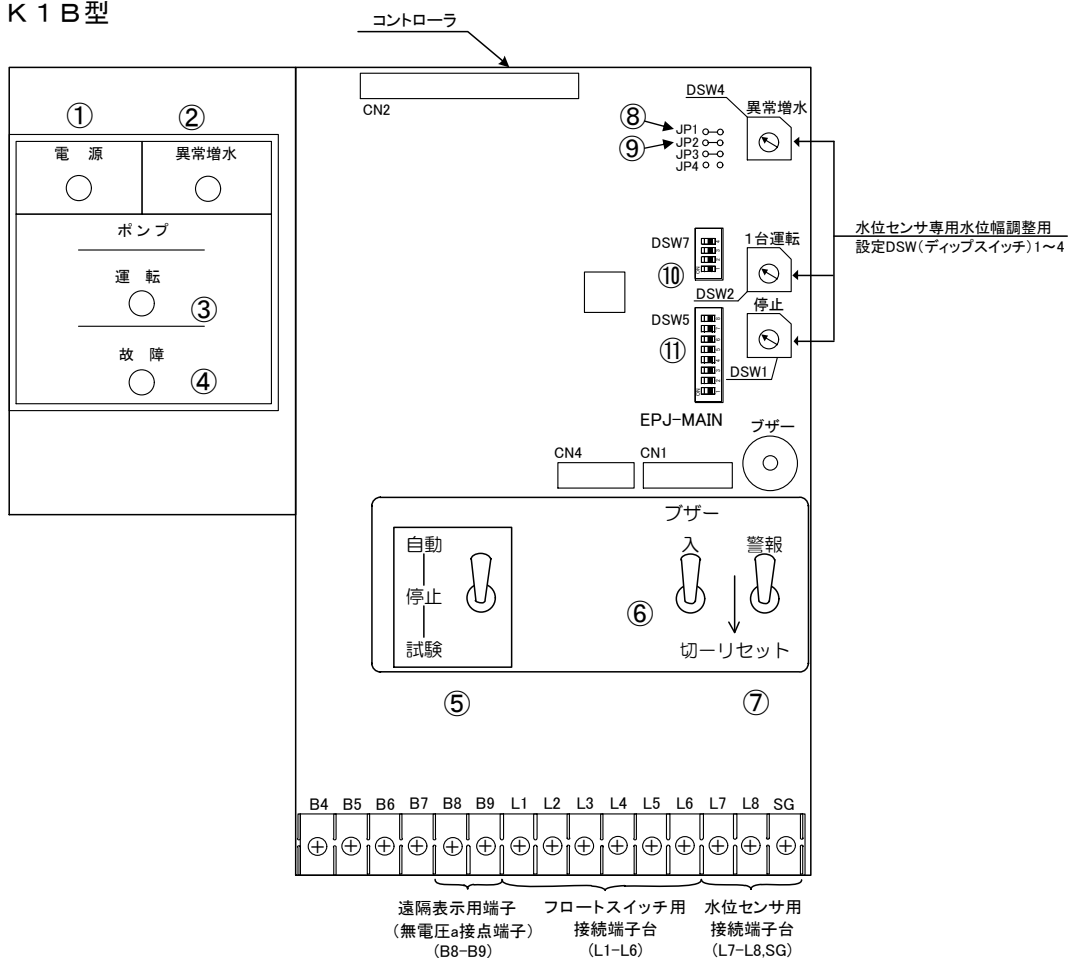 K1B型
コントローラ
CN2
DSW4
異常増水
⑧
JP1
⑨
JP2
JP3
JP4
①
②
電 源
異常増水
ポンプ
運 転
③
故 障
④
水位センサ専用水位幅調整用
設定DSW(ディップスイッチ)1~4
DSW7
1台運転
⑩
DSW2
停止
DSW5
⑪
DSW1
EPJ-MAIN
ブザー
CN4
CN1
ブザー
自動
停止
試験
入
警報
⑥
切ーリセット
⑤
⑦
B4 B5 B6 B7 B8 B9 L1 L2 L3 L4 L5 L6 L7 L8 SG
遠隔表示用端子
(無電圧a接点端子)
(B8-B9)
フロートスイッチ用
接続端子台
(L1-L6)
水位センサ用
接続端子台
(L7-L8,SG)